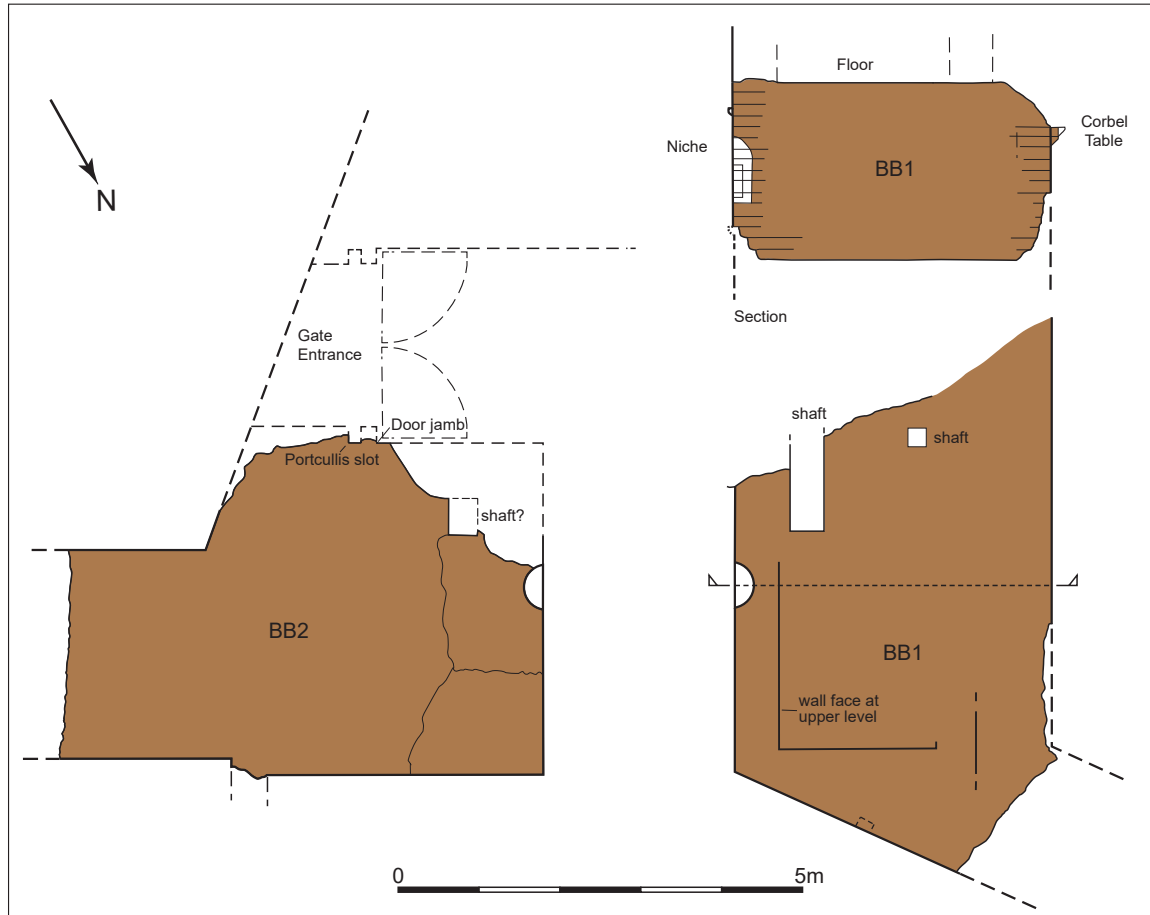 N
Gate
Entrance
Door jamb
Portcullis slot
shaft?
BB2
Floor
Niche
BB1
Corbel
Table
Section
shaft
shaft
BB1
wall face at
upper level
0
5m